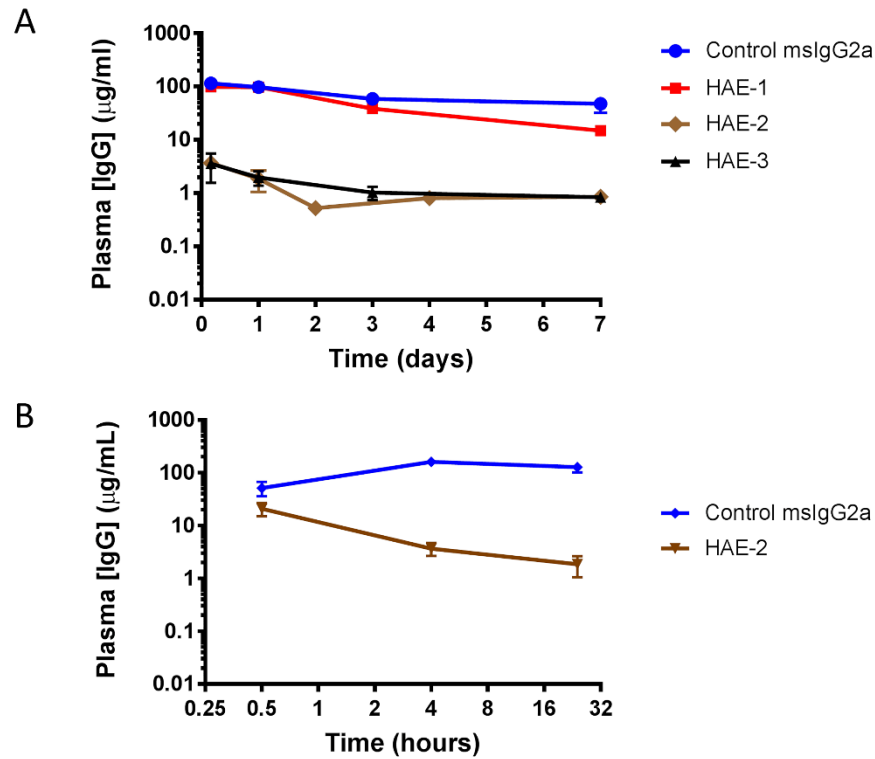 A
Plasma [IgG] (μg/ml)
1000
100
10
1
0.1
0.01
0 1 2 3 4 5 6 7
Time (days)
Control msIgG2a
HAE-1
HAE-2
HAE-3
B
Plasma [IgG] (μg/mL)
1000
100
10
1
0.1
0.01
0.25 0.5 1 2 4 8 16 32
Time (hours)
Control msIgG2a
HAE-2